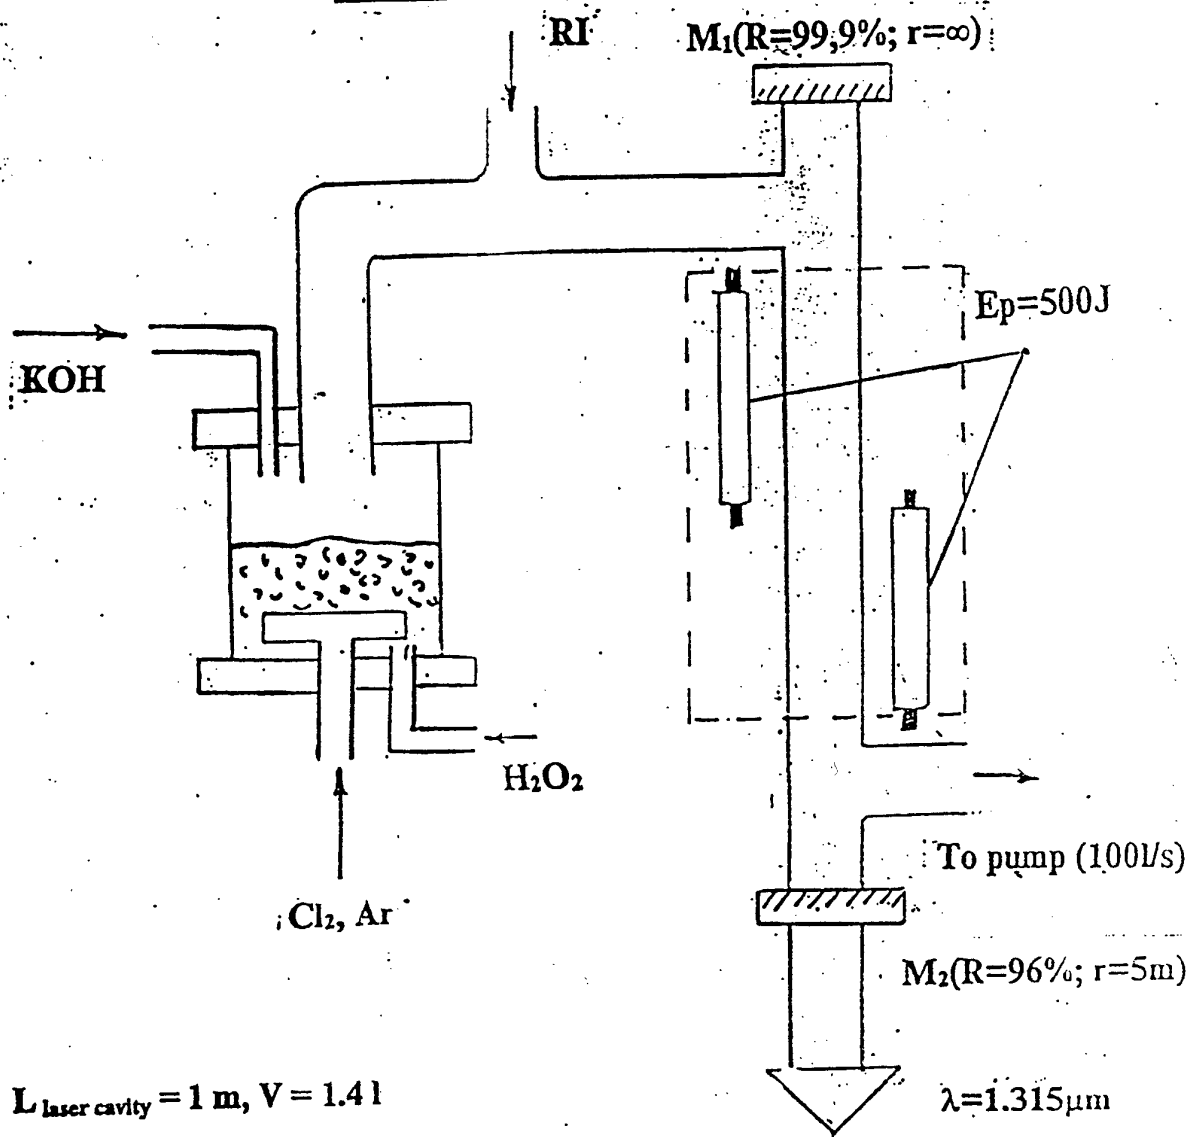 RI
M₁(R=99,9%; r=∞)
Ep=500J
KOH
H₂O₂
To pump (100l/s)
Cl₂, Ar
M₂(R=96%; r=5m)
L laser cavity = 1 m, V = 1.4 l
λ=1.315μm